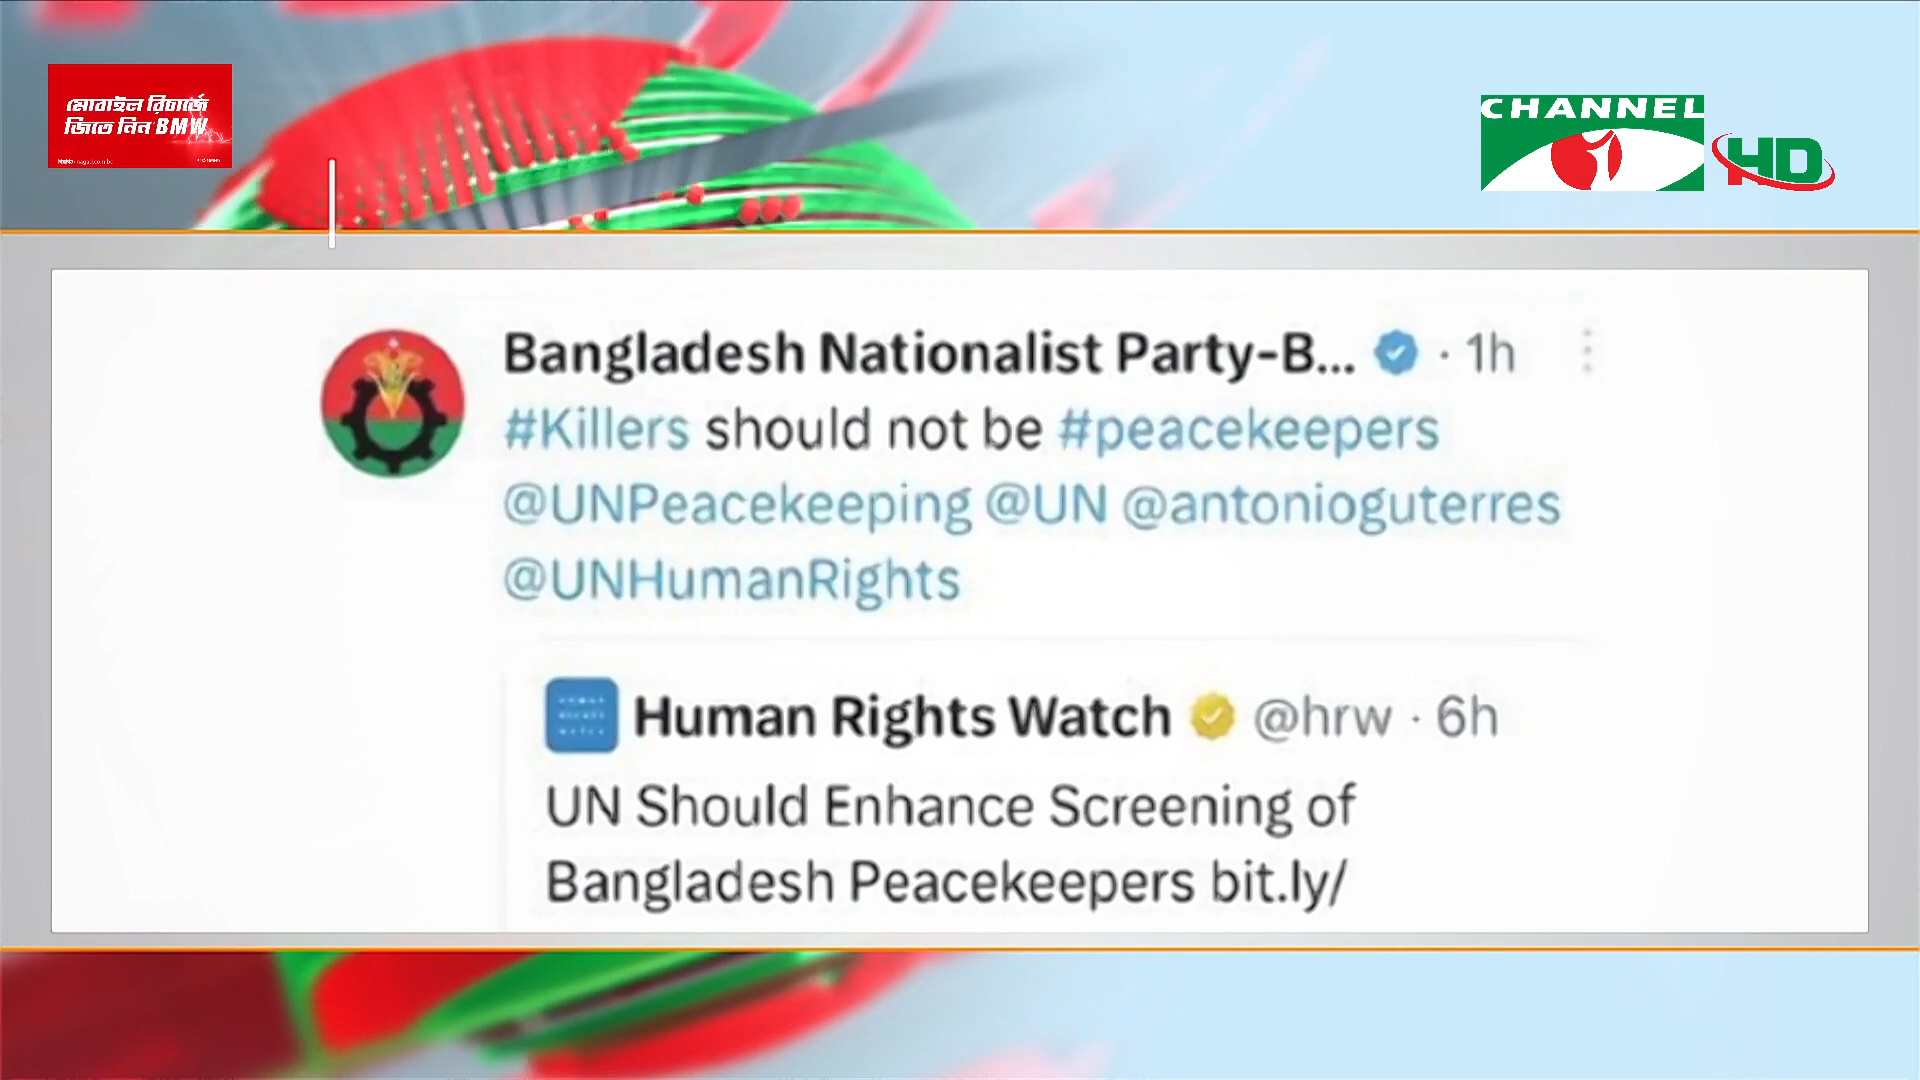 মোবাইল রিচার্জে
জিতে নিন BMW
CHANNEL
HD
Bangladesh Nationalist Party-B... · 1h
#Killers should not be #peacekeepers
@UNPeacekeeping @UN @antonioguterres
@UNHumanRights
Human Rights Watch @hrw · 6h
UN Should Enhance Screening of
Bangladesh Peacekeepers bit.ly/